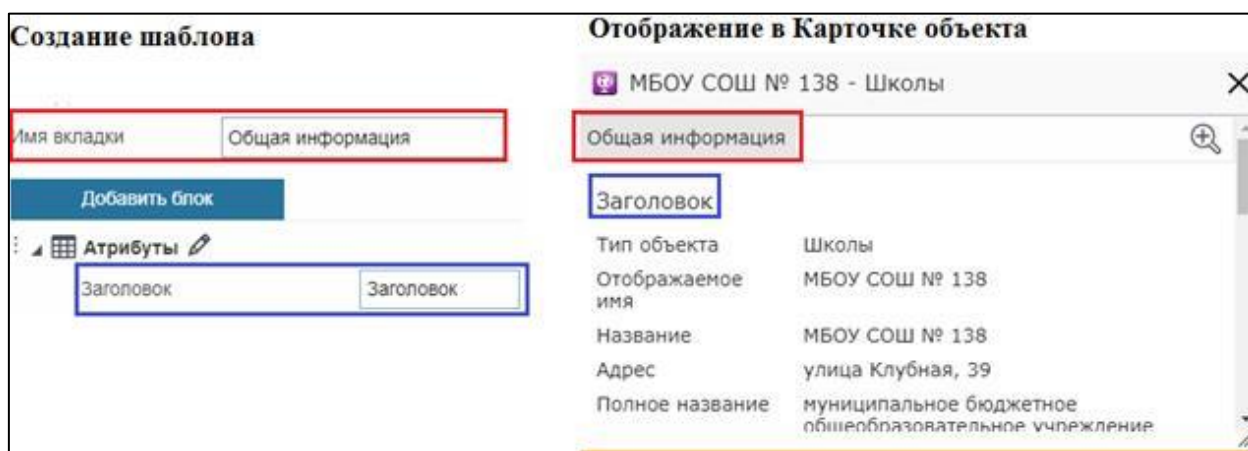 Создание шаблона
Имя вкладки Общая информация
Добавить блок
Атрибуты
Заголовок Заголовок
Отображение в Карточке объекта
МБОУ СОШ № 138 - Школы
Общая информация
Заголовок
Тип объекта Школы
Отображаемое МБОУ СОШ № 138
имя
Название МБОУ СОШ № 138
Адрес улица Клубная, 39
Полное название муниципальное бюджетное
общеобразовательное учреждение